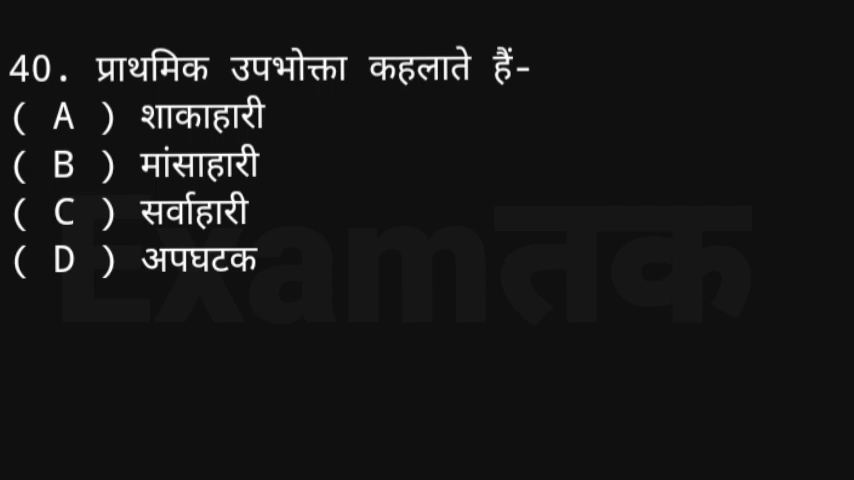 40. प्राथमिक उपभोक्ता कहलाते हैं-
( A ) शाकाहारी
( B ) मांसाहारी
( C ) सर्वाहारी
( D ) अपघटक
Examतक